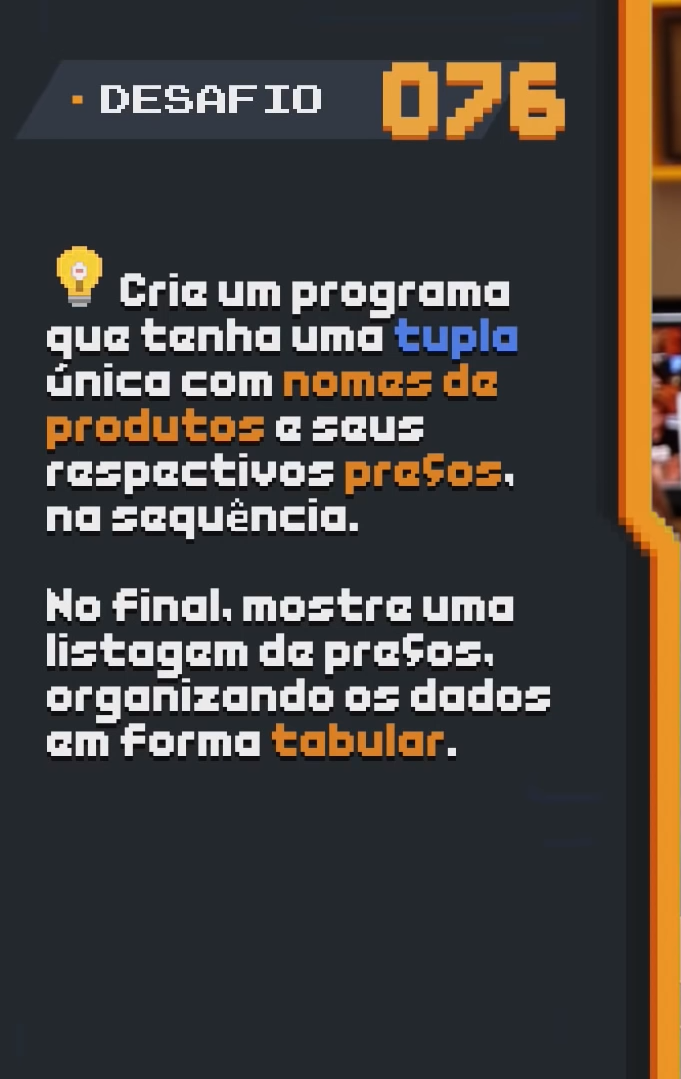 DESAFIO 076
Crie um programa
que tenha uma tupla
única com nomes de
produtos e seus
respectivos preços,
na sequência.
No final, mostre uma
listagem de preços,
organizando os dados
em forma tabular.